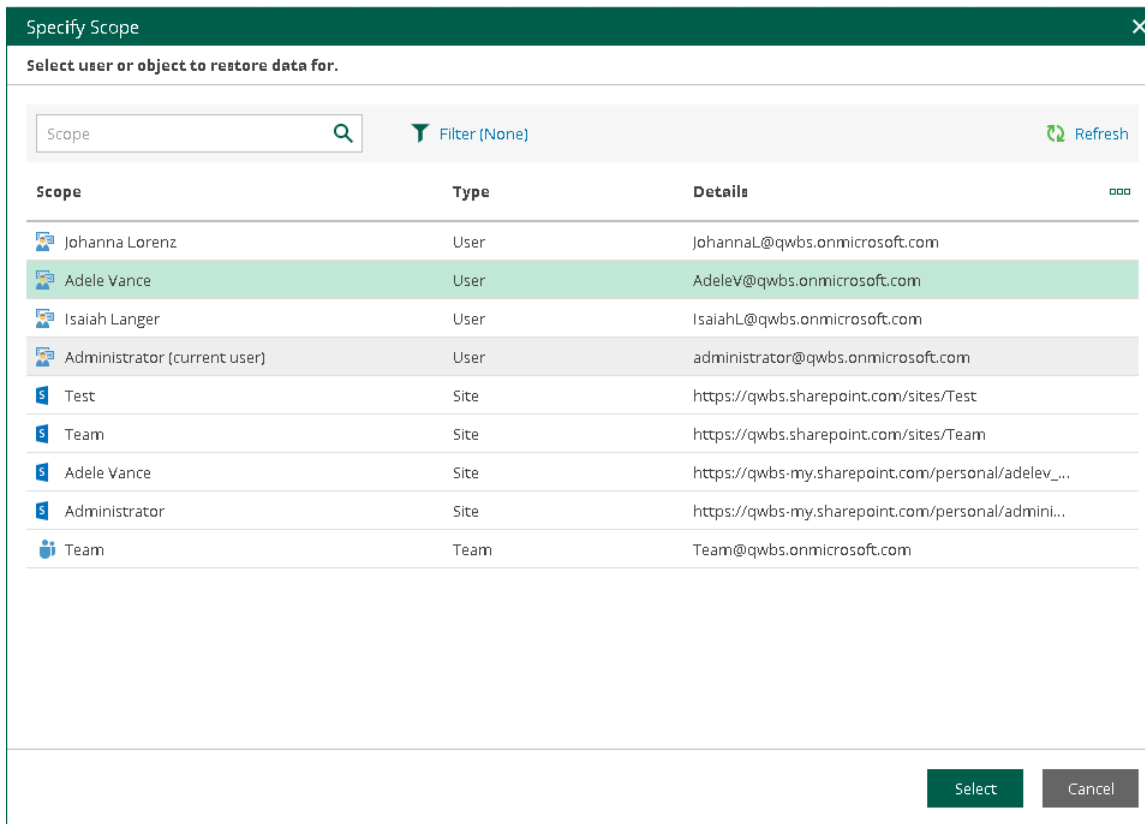 Specify Scope
Select user or object to restore data for.
Scope Filter (None) Refresh
Scope Type Details
Johanna Lorenz User JohannaL@qwbs.onmicrosoft.com
Adele Vance User AdeleV@qwbs.onmicrosoft.com
Isaiah Langer User IsaiahL@qwbs.onmicrosoft.com
Administrator (current user) User administrator@qwbs.onmicrosoft.com
Test Site https://qwbs.sharepoint.com/sites/Test
Team Site https://qwbs.sharepoint.com/sites/Team
Adele Vance Site https://qwbs-my.sharepoint.com/personal/adelev_...
Administrator Site https://qwbs-my.sharepoint.com/personal/admini...
Team Team Team@qwbs.onmicrosoft.com
Select Cancel